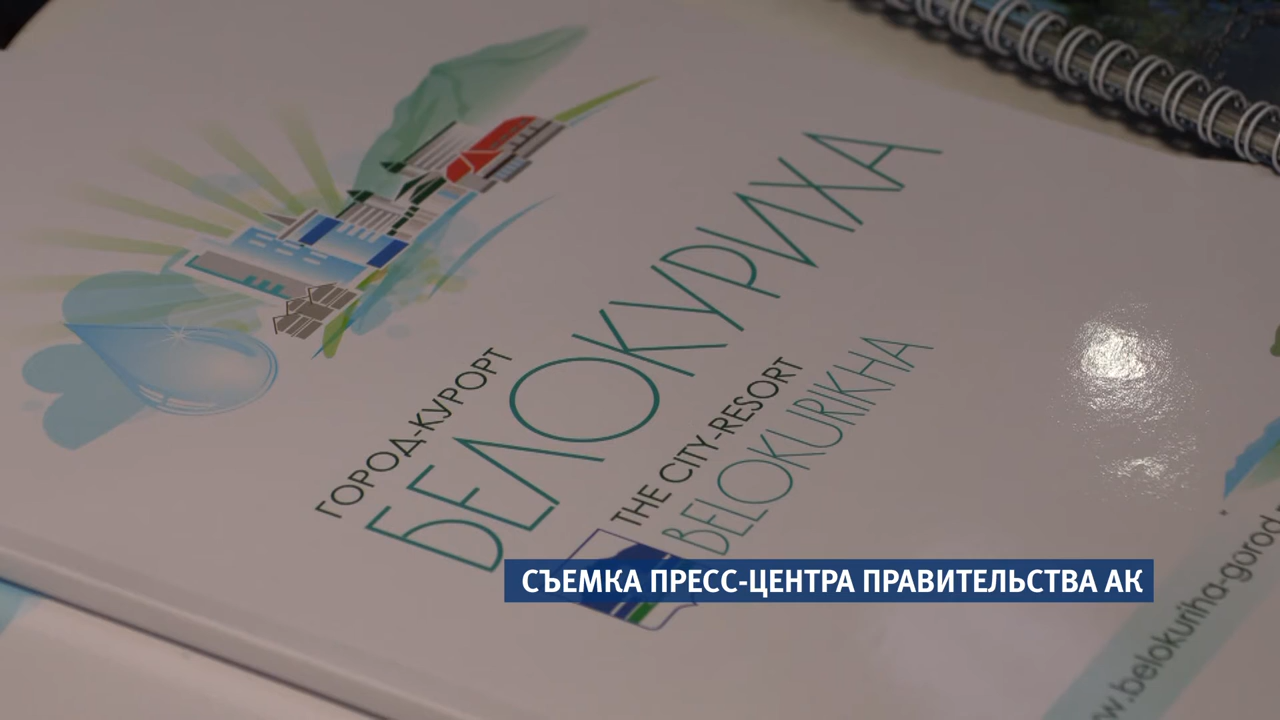 ГОРОД-КУРОРТ
БЕЛОКУРИХА
THE CITY-RESORT
BELOKURIKHA
СЪЕМКА ПРЕСС-ЦЕНТРА ПРАВИТЕЛЬСТВА АК